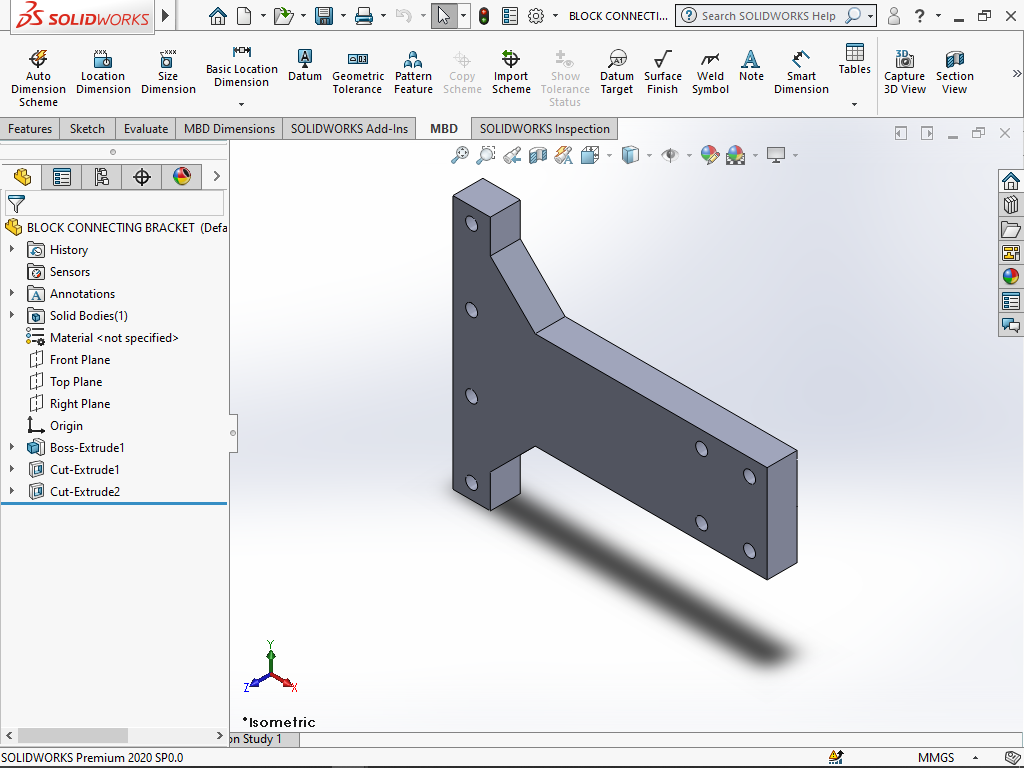 SOLIDWORKS
BLOCK CONNECTI...
Search SOLIDWORKS Help
Auto Dimension Scheme
Location Dimension
Size Dimension
Basic Location Dimension
Datum
Geometric Tolerance
Pattern Feature
Copy Scheme
Import Scheme
Show Tolerance Status
Datum Target
Surface Finish
Weld Symbol
Note
Smart Dimension
Tables
Capture 3D View
Section View
Features
Sketch
Evaluate
MBD Dimensions
SOLIDWORKS Add-Ins
MBD
SOLIDWORKS Inspection
BLOCK CONNECTING BRACKET (Defa
History
Sensors
Annotations
Solid Bodies(1)
Material <not specified>
Front Plane
Top Plane
Right Plane
Origin
Boss-Extrude1
Cut-Extrude1
Cut-Extrude2
Y
Z
X
*Isometric
on Study 1
SOLIDWORKS Premium 2020 SP0.0
MMGS